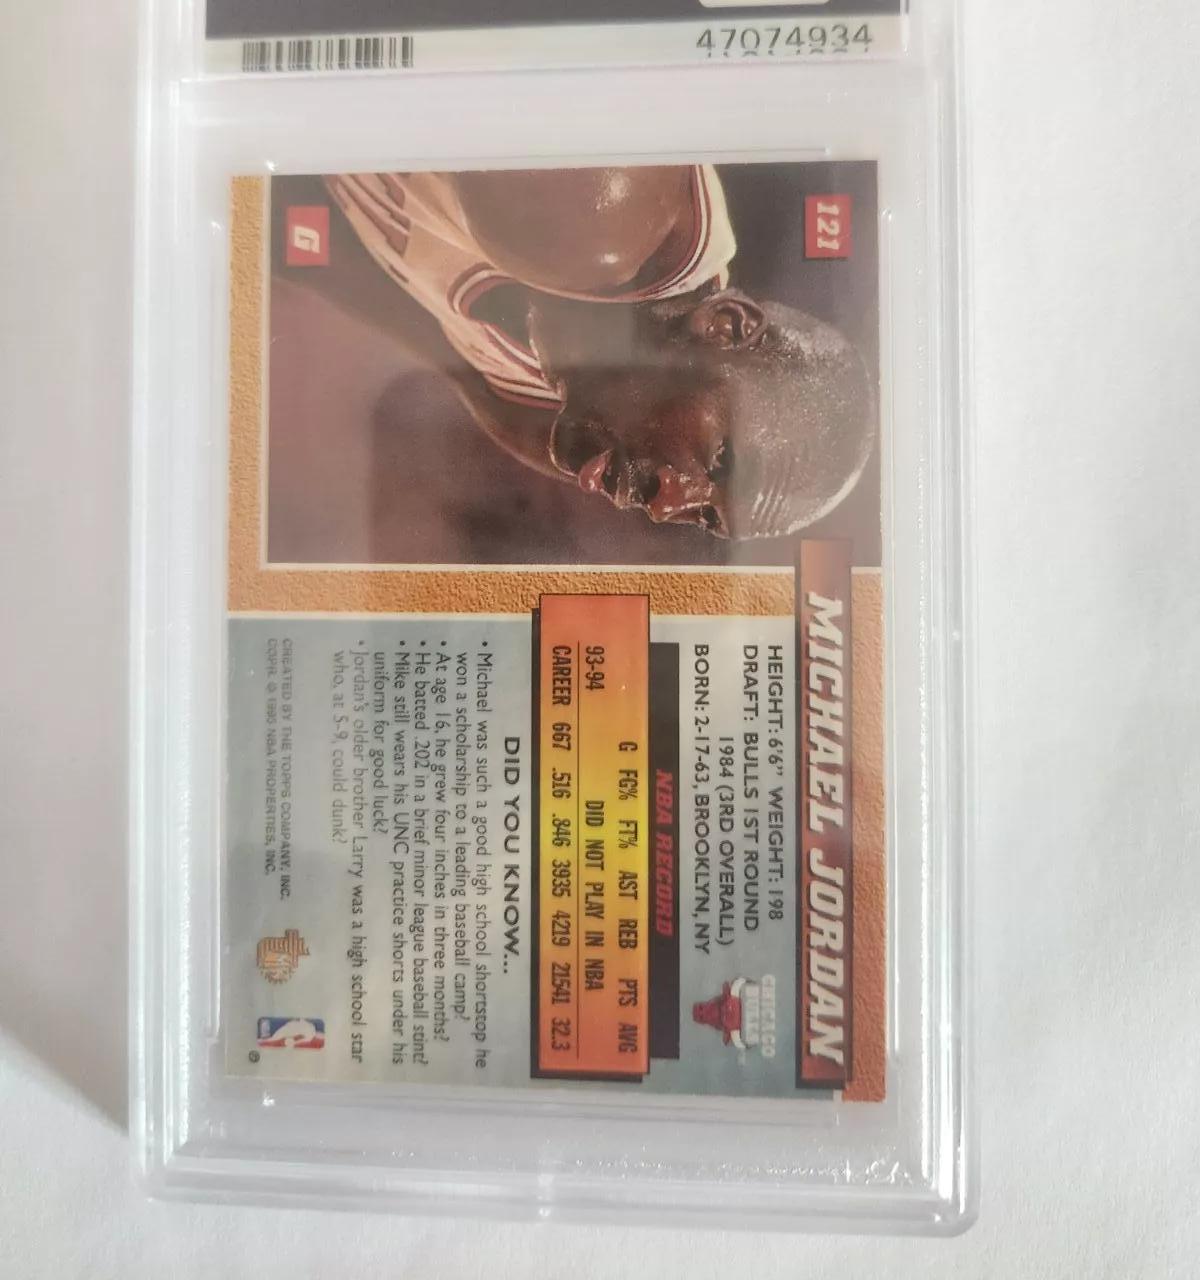 47074934
121
G
MICHAEL JORDAN
HEIGHT: 6'6" WEIGHT: 198
DRAFT: BULLS 1ST ROUND
1984 (3RD OVERALL)
BORN: 2-17-63, BROOKLYN, NY
CHICAGO
BULLS
NBA RECORD
G FG% FT% AST REB PTS AVG
93-94 DID NOT PLAY IN NBA
CAREER 667 .516 .846 3935 4219 21541 32.3
DID YOU KNOW...
• Michael was such a good high school shortstop he
won a scholarship to a leading baseball camp?
• At age 16, he grew four inches in three months?
• He batted .202 in a brief minor league baseball stint?
• Mike still wears his UNC practice shorts under his
uniform for good luck?
• Jordan's older brother Larry was a high school star
who, at 5-9, could dunk?
CREATED BY THE TOPPS COMPANY, INC.
COPR. © 1995 NBA PROPERTIES, INC.